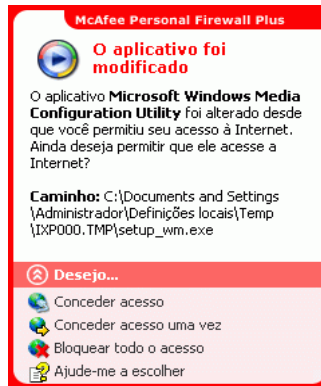 McAfee Personal Firewall Plus
O aplicativo foi
modificado
O aplicativo Microsoft Windows Media
Configuration Utility foi alterado desde
que você permitiu seu acesso à Internet.
Ainda deseja permitir que ele acesse a
Internet?
Caminho: C:\Documents and Settings
\Administrador\Definições locais\Temp
\IXP000.TMP\setup_wm.exe
Desejo...
Conceder acesso
Conceder acesso uma vez
Bloquear todo o acesso
Ajude-me a escolher